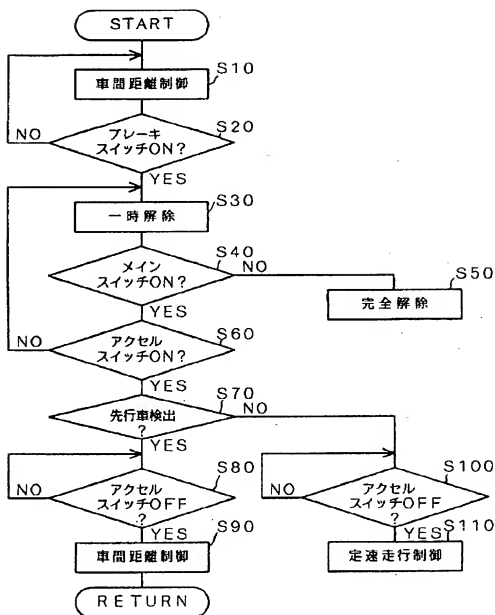 START
S10
車間距離制御
S20
NO
ブレーキ
スイッチON?
YES
S30
一時解除
S40
メイン
スイッチON?
NO
S50
完全解除
YES
S60
アクセル
スイッチON?
NO
YES
S70
先行車検出
?
NO
YES
S80
アクセル
スイッチOFF
?
NO
YES
S90
車間距離制御
RETURN
S100
アクセル
スイッチOFF
?
NO
YES
S110
定速走行制御